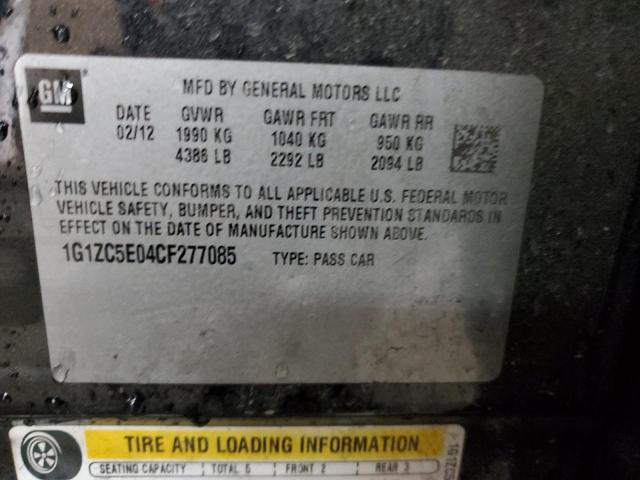 GM
MFD BY GENERAL MOTORS LLC
DATE GVWR GAWR FRT GAWR RR
02/12 1990 KG 1040 KG 950 KG
4386 LB 2292 LB 2094 LB
THIS VEHICLE CONFORMS TO ALL APPLICABLE U.S. FEDERAL MOTOR
VEHICLE SAFETY, BUMPER, AND THEFT PREVENTION STANDARDS IN
EFFECT ON THE DATE OF MANUFACTURE SHOWN ABOVE.
1G1ZC5E04CF277085 TYPE: PASS CAR
TIRE AND LOADING INFORMATION
SEATING CAPACITY TOTAL 5 FRONT 2 REAR 3
1G1ZC5